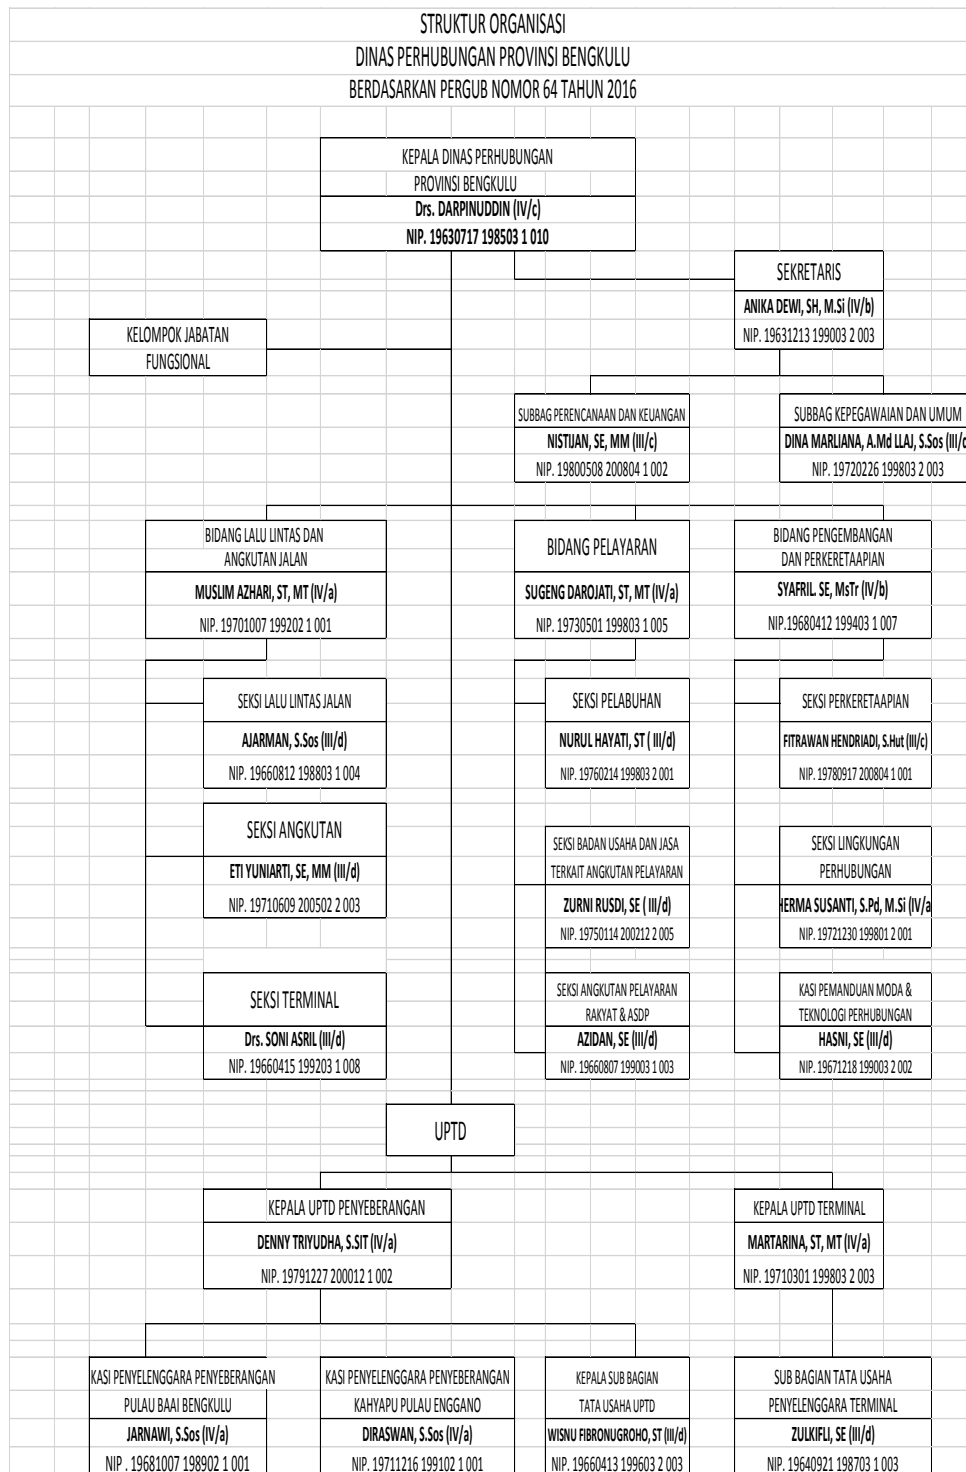 STRUKTUR ORGANISASI
DINAS PERHUBUNGAN PROVINSI BENGKULU
BERDASARKAN PERGUB NOMOR 64 TAHUN 2016
KEPALA DINAS PERHUBUNGAN
PROVINSI BENGKULU
Drs. DARPINUDDIN (IV/c)
NIP. 19630717 198503 1 010
SEKRETARIS
ANIKA DEWI, SH, M.Si (IV/b)
NIP. 19631213 199003 2 003
KELOMPOK JABATAN
FUNGSIONAL
SUBBAG PERENCANAAN DAN KEUANGAN
NISTIJAN, SE, MM (III/c)
NIP. 19800508 200804 1 002
SUBBAG KEPEGAWAIAN DAN UMUM
DINA MARLIANA, A.Md LLAJ, S.Sos (III/c
NIP. 19720226 199803 2 003
BIDANG LALU LINTAS DAN
ANGKUTAN JALAN
MUSLIM AZHARI, ST, MT (IV/a)
NIP. 19701007 199202 1 001
BIDANG PELAYARAN
SUGENG DAROJATI, ST, MT (IV/a)
NIP. 19730501 199803 1 005
BIDANG PENGEMBANGAN
DAN PERKERETAAPIAN
SYAFRIL. SE, MsTr (IV/b)
NIP.19680412 199403 1 007
SEKSI LALU LINTAS JALAN
AJARMAN, S.Sos (III/d)
NIP. 19660812 198803 1 004
SEKSI PELABUHAN
NURUL HAYATI, ST ( III/d)
NIP. 19760214 199803 2 001
SEKSI PERKERETAAPIAN
FITRAWAN HENDRIADI, S.Hut (III/c)
NIP. 19780917 200804 1 001
SEKSI ANGKUTAN
ETI YUNIARTI, SE, MM (III/d)
NIP. 19710609 200502 2 003
SEKSI BADAN USAHA DAN JASA
TERKAIT ANGKUTAN PELAYARAN
ZURNI RUSDI, SE ( III/d)
NIP. 19750114 200212 2 005
SEKSI LINGKUNGAN
PERHUBUNGAN
HERMA SUSANTI, S.Pd, M.Si (IV/a
NIP. 19721230 199801 2 001
SEKSI TERMINAL
Drs. SONI ASRIL (III/d)
NIP. 19660415 199203 1 008
SEKSI ANGKUTAN PELAYARAN
RAKYAT & ASDP
AZIDAN, SE (III/d)
NIP. 19660807 199003 1 003
KASI PEMANDUAN MODA &
TEKNOLOGI PERHUBUNGAN
HASNI, SE (III/d)
NIP. 19671218 199003 2 002
UPTD
KEPALA UPTD PENYEBERANGAN
DENNY TRIYUDHA, S.SIT (IV/a)
NIP. 19791227 200012 1 002
KEPALA UPTD TERMINAL
MARTARINA, ST, MT (IV/a)
NIP. 19710301 199803 2 003
KASI PENYELENGGARA PENYEBERANGAN
PULAU BAAI BENGKULU
JARNAWI, S.Sos (IV/a)
NIP . 19681007 198902 1 001
KASI PENYELENGGARA PENYEBERANGAN
KAHYAPU PULAU ENGGANO
DIRASWAN, S.Sos (IV/a)
NIP. 19711216 199102 1 001
KEPALA SUB BAGIAN
TATA USAHA UPTD
WISNU FIBRONUGROHO, ST (III/d)
NIP. 19660413 199603 2 003
SUB BAGIAN TATA USAHA
PENYELENGGARA TERMINAL
ZULKIFLI, SE (III/d)
NIP. 19640921 198703 1 003